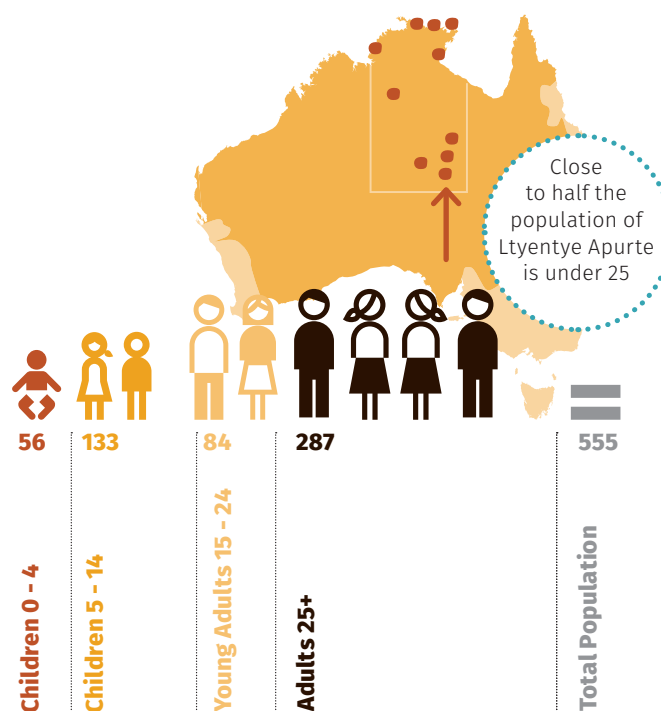 Close
to half the
population of
Ltyentye Apurte
is under 25
56
133
84
287
555
Children 0 - 4
Children 5 - 14
Young Adults 15 - 24
Adults 25+
Total Population